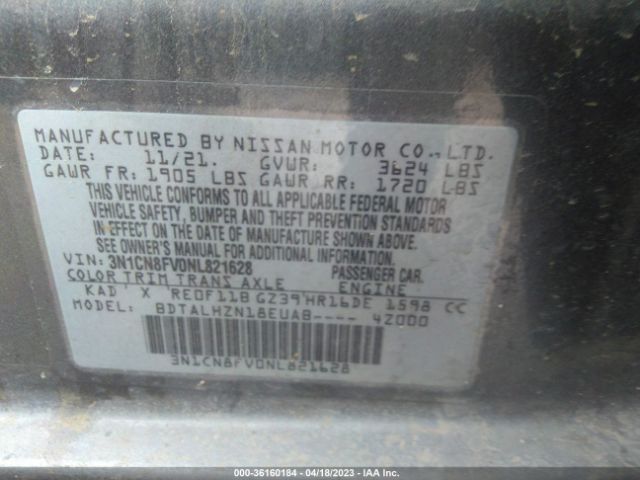 MANUFACTURED BY NISSAN MOTOR CO., LTD.
DATE: 11/21. GVWR: 3624 LBS
GAWR FR: 1905 LBS GAWR RR: 1720 LBS
THIS VEHICLE CONFORMS TO ALL APPLICABLE FEDERAL MOTOR
VEHICLE SAFETY, BUMPER AND THEFT PREVENTION STANDARDS
IN EFFECT ON THE DATE OF MANUFACTURE SHOWN ABOVE.
SEE OWNER'S MANUAL FOR ADDITIONAL INFORMATION
VIN: 3N1CN8FV0NL821628 PASSENGER CAR.
COLOR TRIM TRANS AXLE ENGINE
KAD' X RE0F11B GZ39 HR16DE 1598 CC
MODEL: BDTALHZN18EUAB---- 4Z000
3N1CN8FV0NL821628
000-36160184 - 04/18/2023 - IAA Inc.